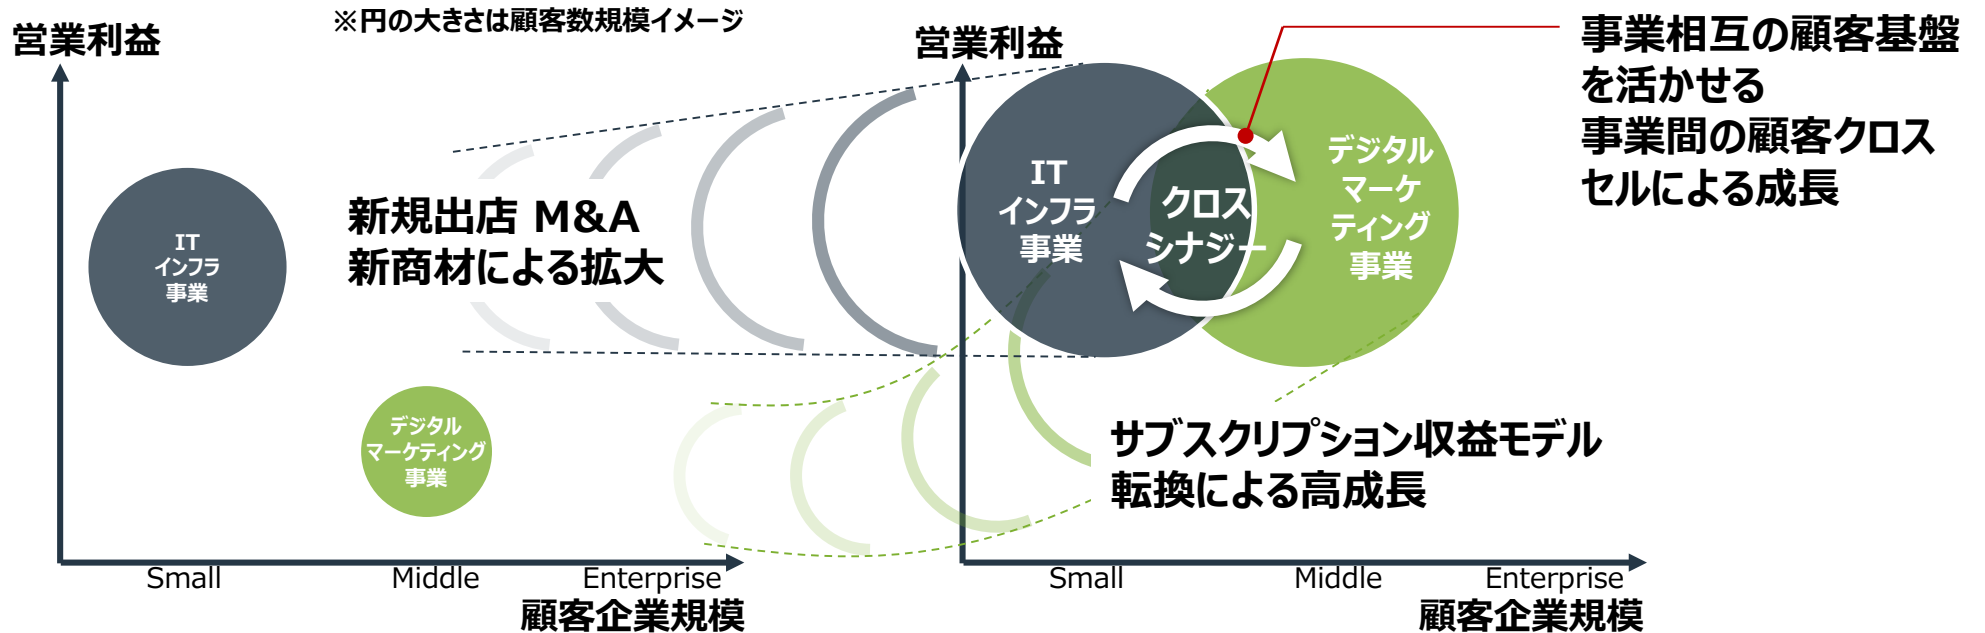 ※円の大きさは顧客数規模イメージ
営業利益
IT
インフラ
事業
デジタル
マーケティング
事業
新規出店 M&A
新商材による拡大
Small
Middle
Enterprise
顧客企業規模
営業利益
IT
インフラ
事業
クロス
シナジー
デジタル
マーケ
ティング
事業
事業相互の顧客基盤
を活かせる
事業間の顧客クロス
セルによる成長
サブスクリプション収益モデル
転換による高成長
Small
Middle
Enterprise
顧客企業規模